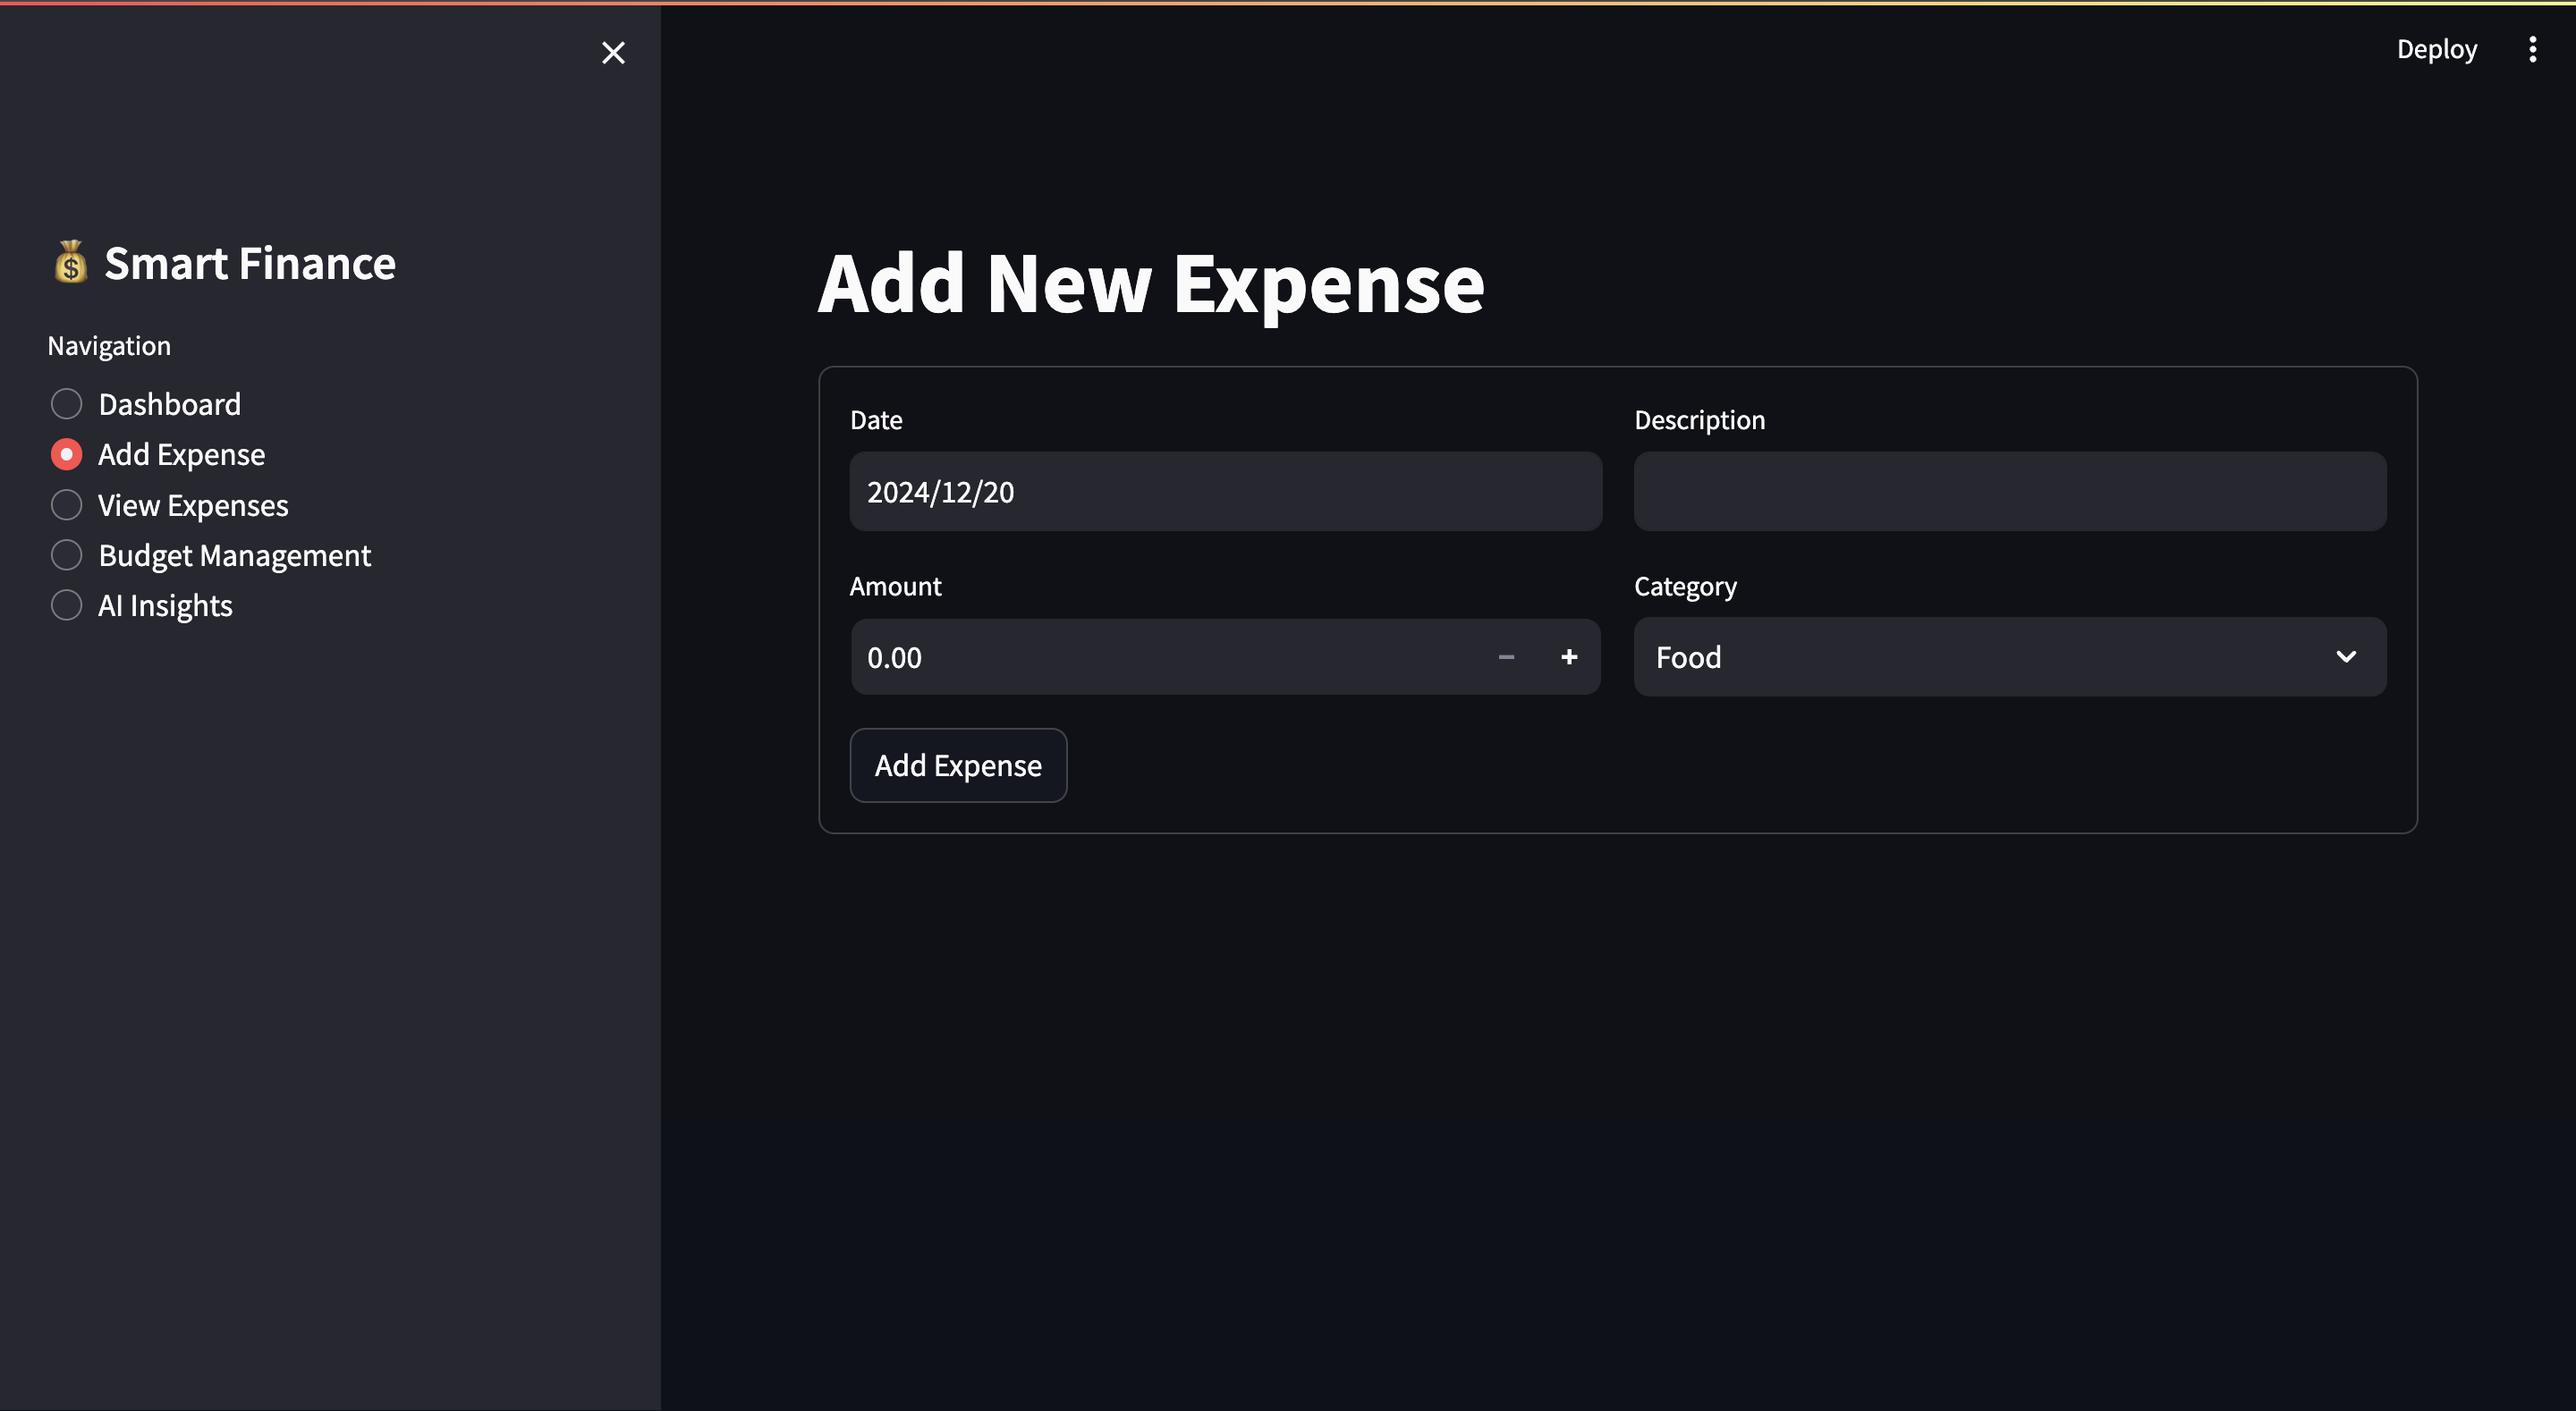 Deploy
Smart Finance
Navigation
Dashboard
Add Expense
View Expenses
Budget Management
AI Insights
Add New Expense
Date
Description
2024/12/20
Amount
Category
0.00
Food
Add Expense